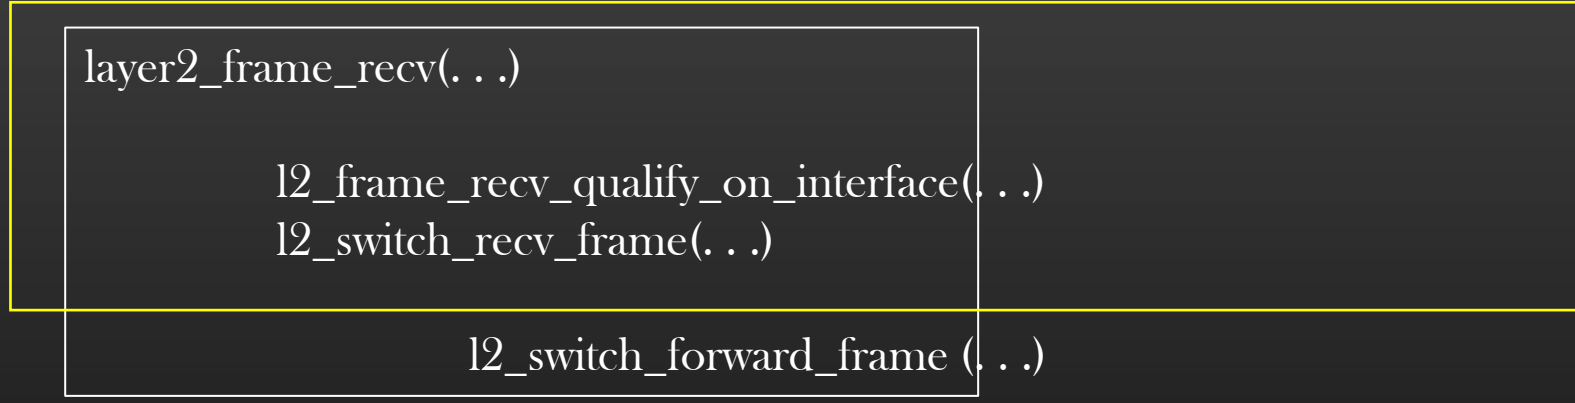 layer2_frame_recv(. . .)
l2_frame_recv_qualify_on_interface(. . .)
l2_switch_recv_frame(. . .)
l2_switch_forward_frame (. . .)